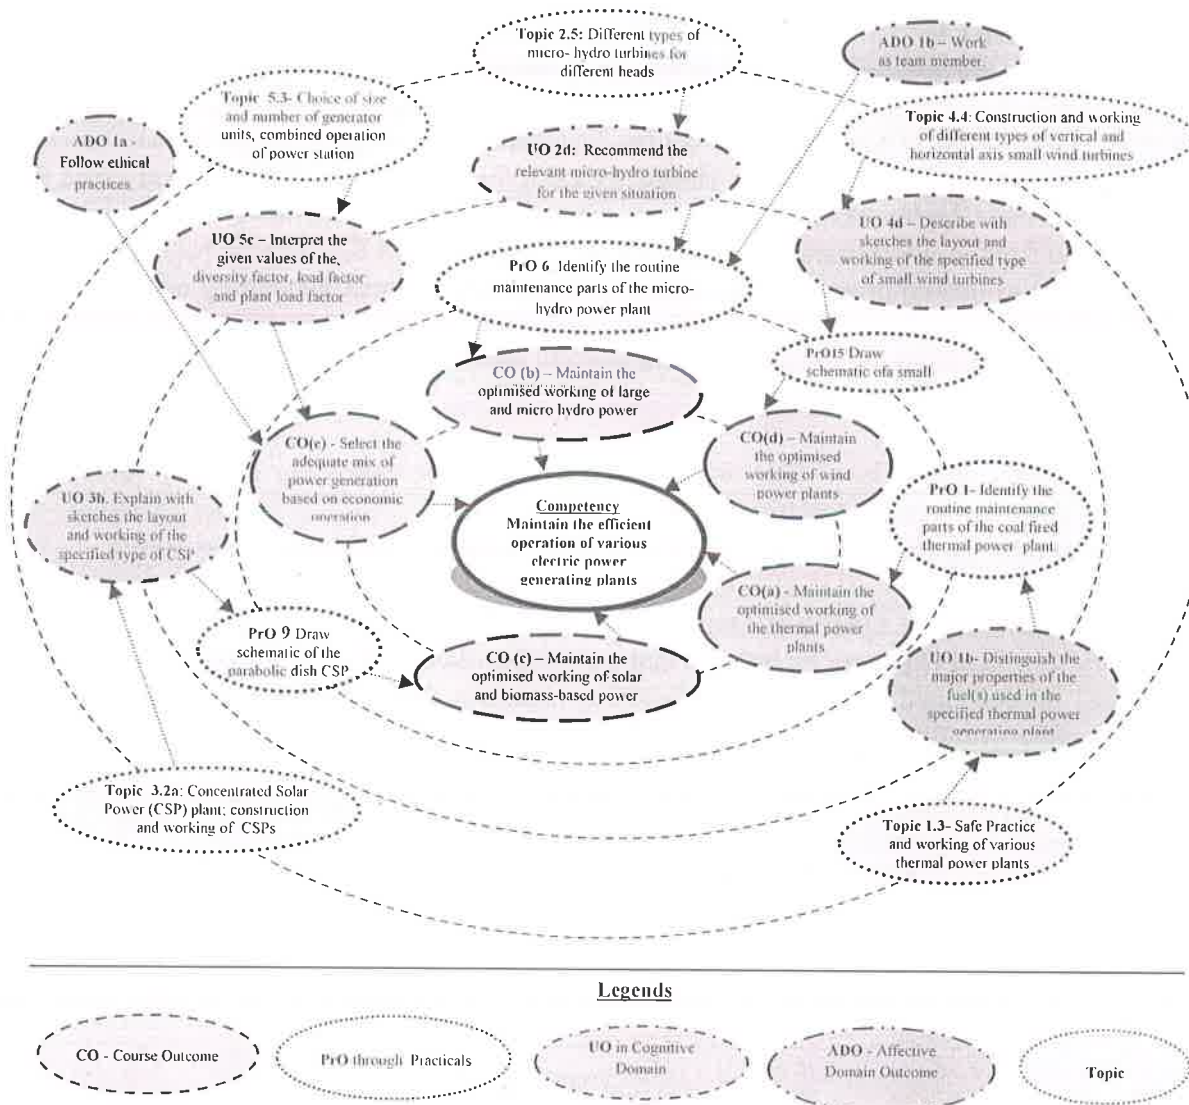 Topic 2.5: Different types of
micro- hydro turbines for
different heads
ADO 1b – Work
as team member.
Topic 5.3- Choice of size
and number of generator
units, combined operation
of power station
Topic 4.4: Construction and working
of different types of vertical and
horizontal axis small wind turbines
ADO 1a -
Follow ethical
practices
UO 2d: Recommend the
relevant micro-hydro turbine
for the given situation
UO 5c – Interpret the
given values of the,
diversity factor, load factor
and plant load factor
UO 4d – Describe with
sketches the layout and
working of the specified type
of small wind turbines
PrO 6 Identify the routine
maintenance parts of the micro-
hydro power plant
PrO15 Draw
schematic ofa small
CO (b) – Maintain the
optimised working of large
and micro hydro power
CO(e) - Select the
adequate mix of
power generation
based on economic
operation
CO(d) – Maintain
the optimised
working of wind
power plants
UO 3b. Explain with
sketches the layout
and working of the
specified type of CSP
PrO 1- Identify the
routine maintenance
parts of the coal fired
thermal power plant
Competency
Maintain the efficient
operation of various
electric power
generating plants
CO(a) - Maintain the
optimised working of
the thermal power
plants
PrO 9 Draw
schematic of the
parabolic dish CSP
CO (c) – Maintain the
optimised working of solar
and biomass-based power
UO 1b- Distinguish the
major properties of the
fuel(s) used in the
specified thermal power
generating plant
Topic 3.2a: Concentrated Solar
Power (CSP) plant; construction
and working of CSPs
Topic 1.3- Safe Practice
and working of various
thermal power plants
Legends
CO - Course Outcome
PrO through Practicals
UO in Cognitive
Domain
ADO - Affective
Domain Outcome
Topic